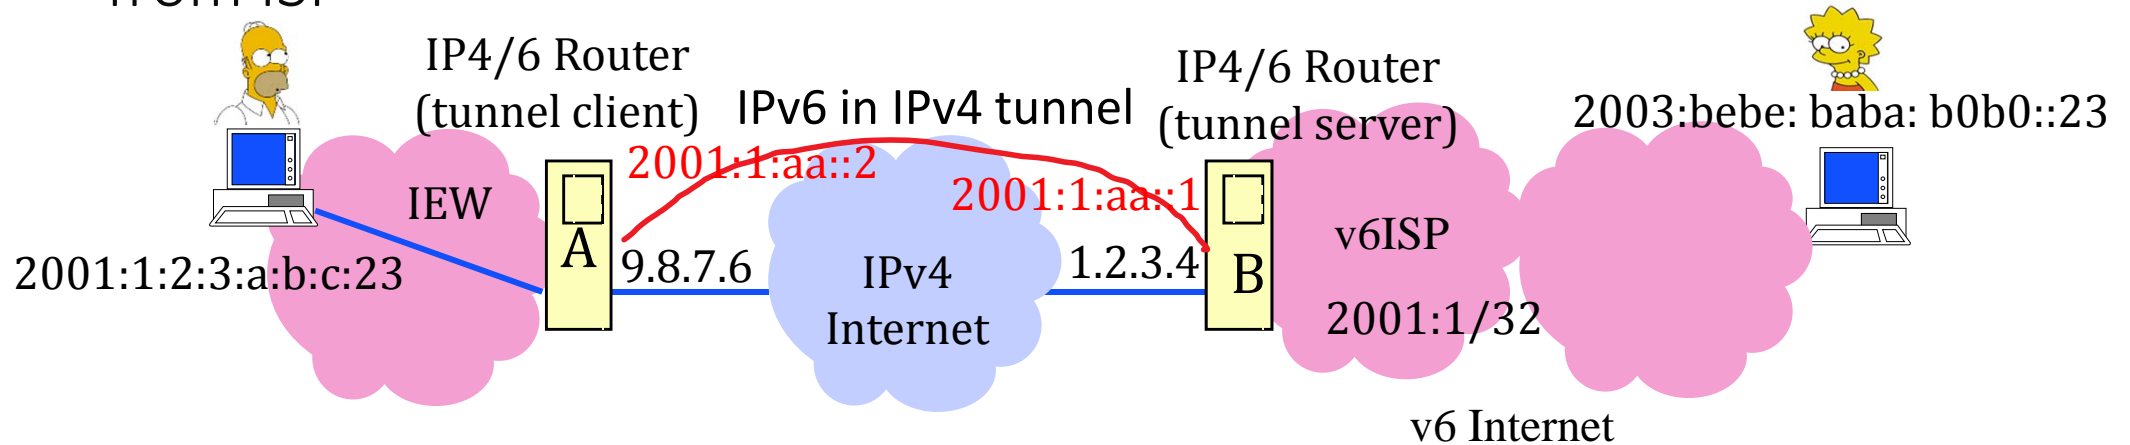 from ISP
IP4/6 Router
(tunnel client)
IPv6 in IPv4 tunnel
IP4/6 Router
(tunnel server)
2003:bebe: baba: b0b0::23
2001:1:aa::2
2001:1:aa::1
IEW
A
9.8.7.6
IPv4
Internet
1.2.3.4
B
v6ISP
2001:1/32
2001:1:2:3:a:b:c:23
v6 Internet